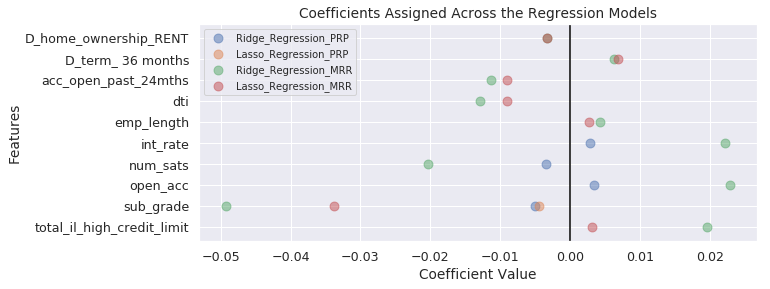 Coefficients Assigned Across the Regression Models
Ridge_Regression_PRP
Lasso_Regression_PRP
Ridge_Regression_MRR
Lasso_Regression_MRR
Features
D_home_ownership_RENT
D_term_ 36 months
acc_open_past_24mths
dti
emp_length
int_rate
num_sats
open_acc
sub_grade
total_il_high_credit_limit
−0.05 −0.04 −0.03 −0.02 −0.01 0.00 0.01 0.02
Coefficient Value